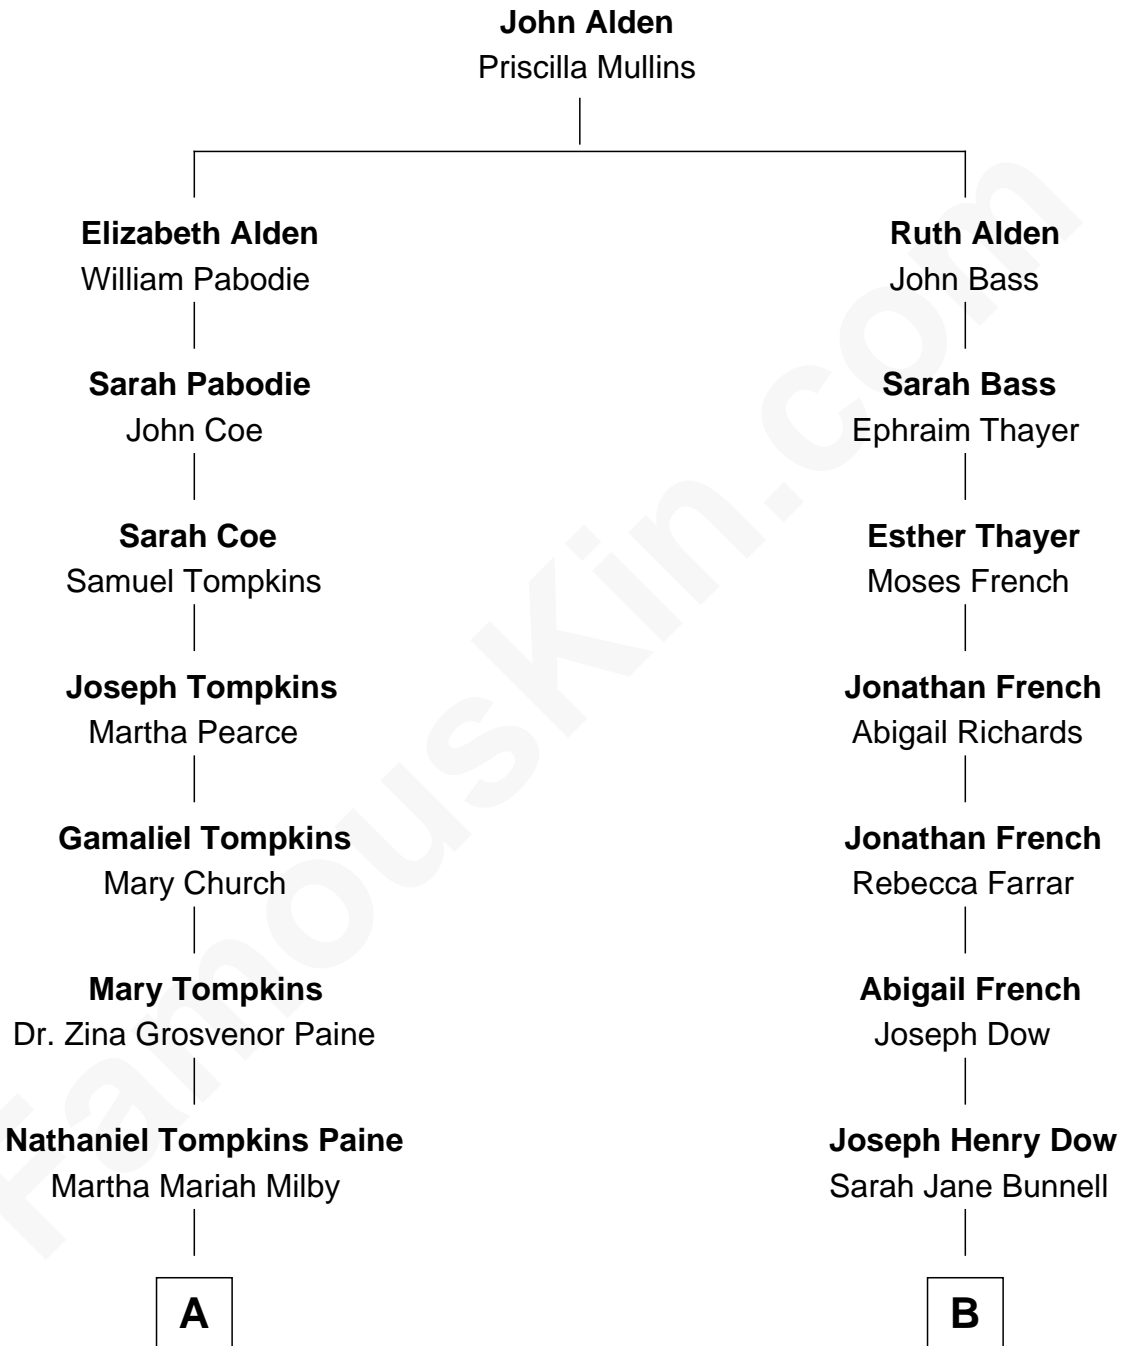 John Alden
Priscilla Mullins
Elizabeth Alden
William Pabodie
Ruth Alden
John Bass
Sarah Pabodie
John Coe
Sarah Bass
Ephraim Thayer
Sarah Coe
Samuel Tompkins
Esther Thayer
Moses French
Joseph Tompkins
Martha Pearce
Jonathan French
Abigail Richards
Gamaliel Tompkins
Mary Church
Jonathan French
Rebecca Farrar
Mary Tompkins
Dr. Zina Grosvenor Paine
Abigail French
Joseph Dow
Nathaniel Tompkins Paine
Martha Mariah Milby
Joseph Henry Dow
Sarah Jane Bunnell
A
B
FamousKin.com